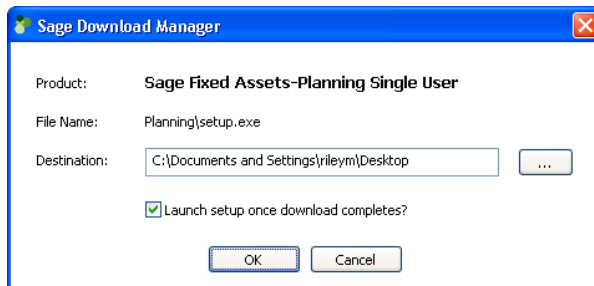 Sage Download Manager
Product: Sage Fixed Assets-Planning Single User
File Name: Planning\setup.exe
Destination: C:\Documents and Settings\rileym\Desktop ...
Launch setup once download completes?
OK Cancel